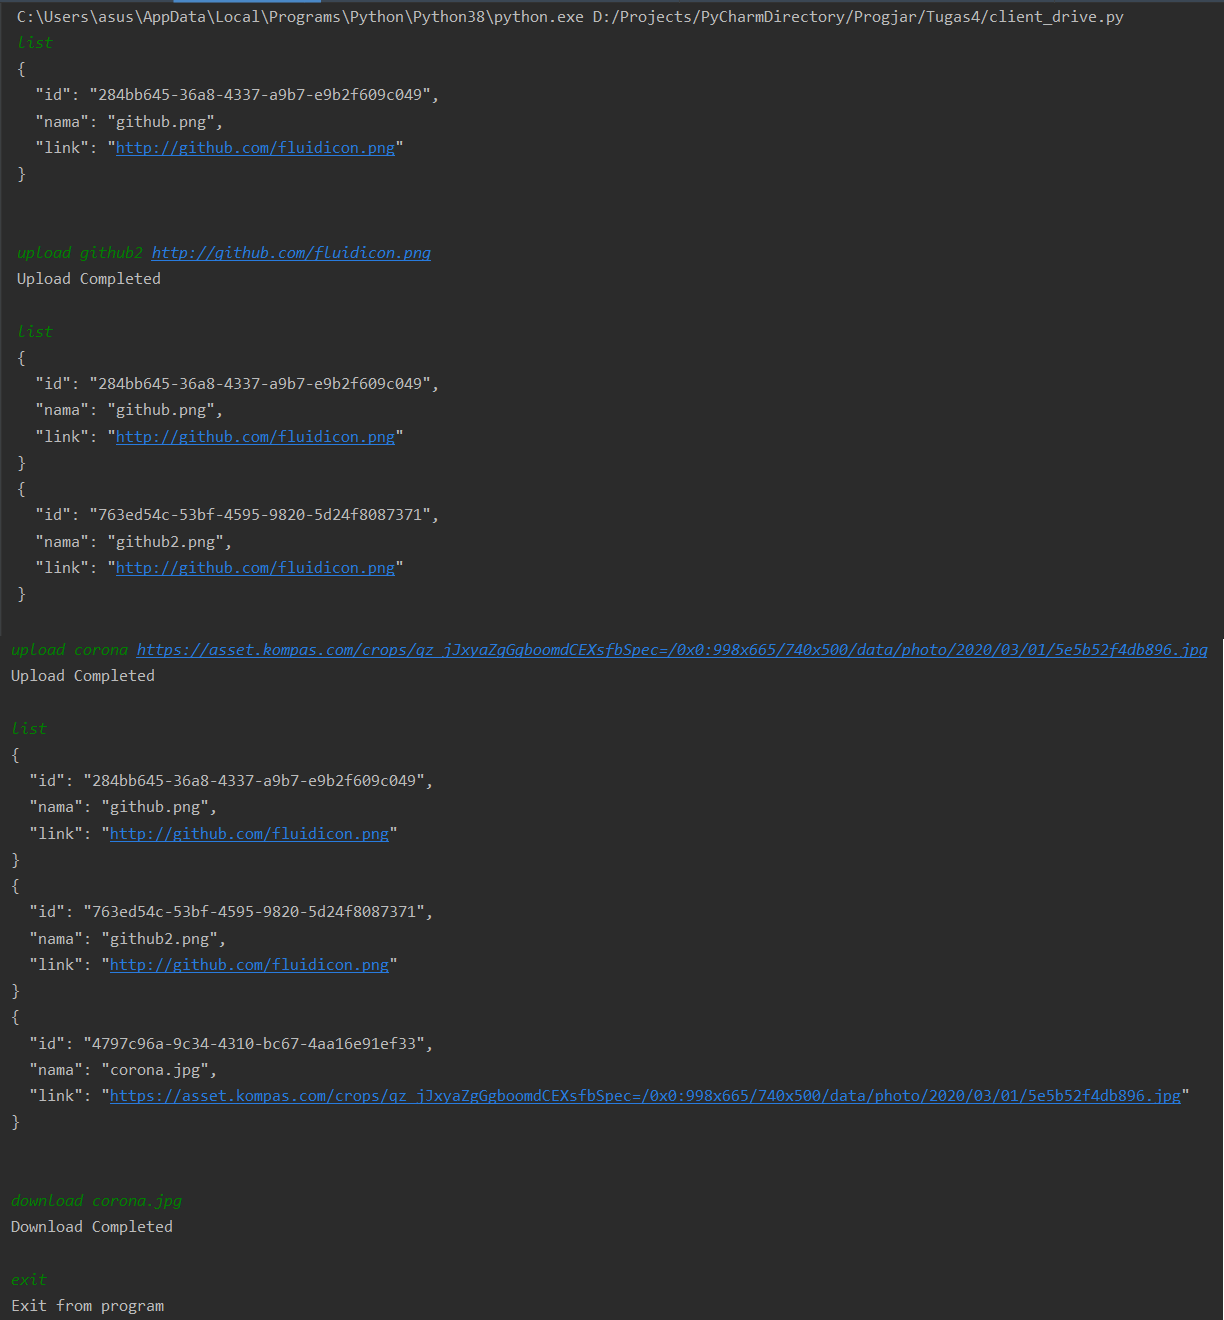 C:\Users\asus\AppData\Local\Programs\Python\Python38\python.exe D:/Projects/PyCharmDirectory/Progjar/Tugas4/client_drive.py
list
{
  "id": "284bb645-36a8-4337-a9b7-e9b2f609c049",
  "nama": "github.png",
  "link": "http://github.com/fluidicon.png"
}
upload github2 http://github.com/fluidicon.png
Upload Completed
list
{
  "id": "284bb645-36a8-4337-a9b7-e9b2f609c049",
  "nama": "github.png",
  "link": "http://github.com/fluidicon.png"
}
{
  "id": "763ed54c-53bf-4595-9820-5d24f8087371",
  "nama": "github2.png",
  "link": "http://github.com/fluidicon.png"
}
upload corona https://asset.kompas.com/crops/qz_jJxyaZgGgboomdCEXsfbSpec=/0x0:998x665/740x500/data/photo/2020/03/01/5e5b52f4db896.jpg
Upload Completed
list
{
  "id": "284bb645-36a8-4337-a9b7-e9b2f609c049",
  "nama": "github.png",
  "link": "http://github.com/fluidicon.png"
}
{
  "id": "763ed54c-53bf-4595-9820-5d24f8087371",
  "nama": "github2.png",
  "link": "http://github.com/fluidicon.png"
}
{
  "id": "4797c96a-9c34-4310-bc67-4aa16e91ef33",
  "nama": "corona.jpg",
  "link": "https://asset.kompas.com/crops/qz_jJxyaZgGgboomdCEXsfbSpec=/0x0:998x665/740x500/data/photo/2020/03/01/5e5b52f4db896.jpg"
}
download corona.jpg
Download Completed
exit
Exit from program